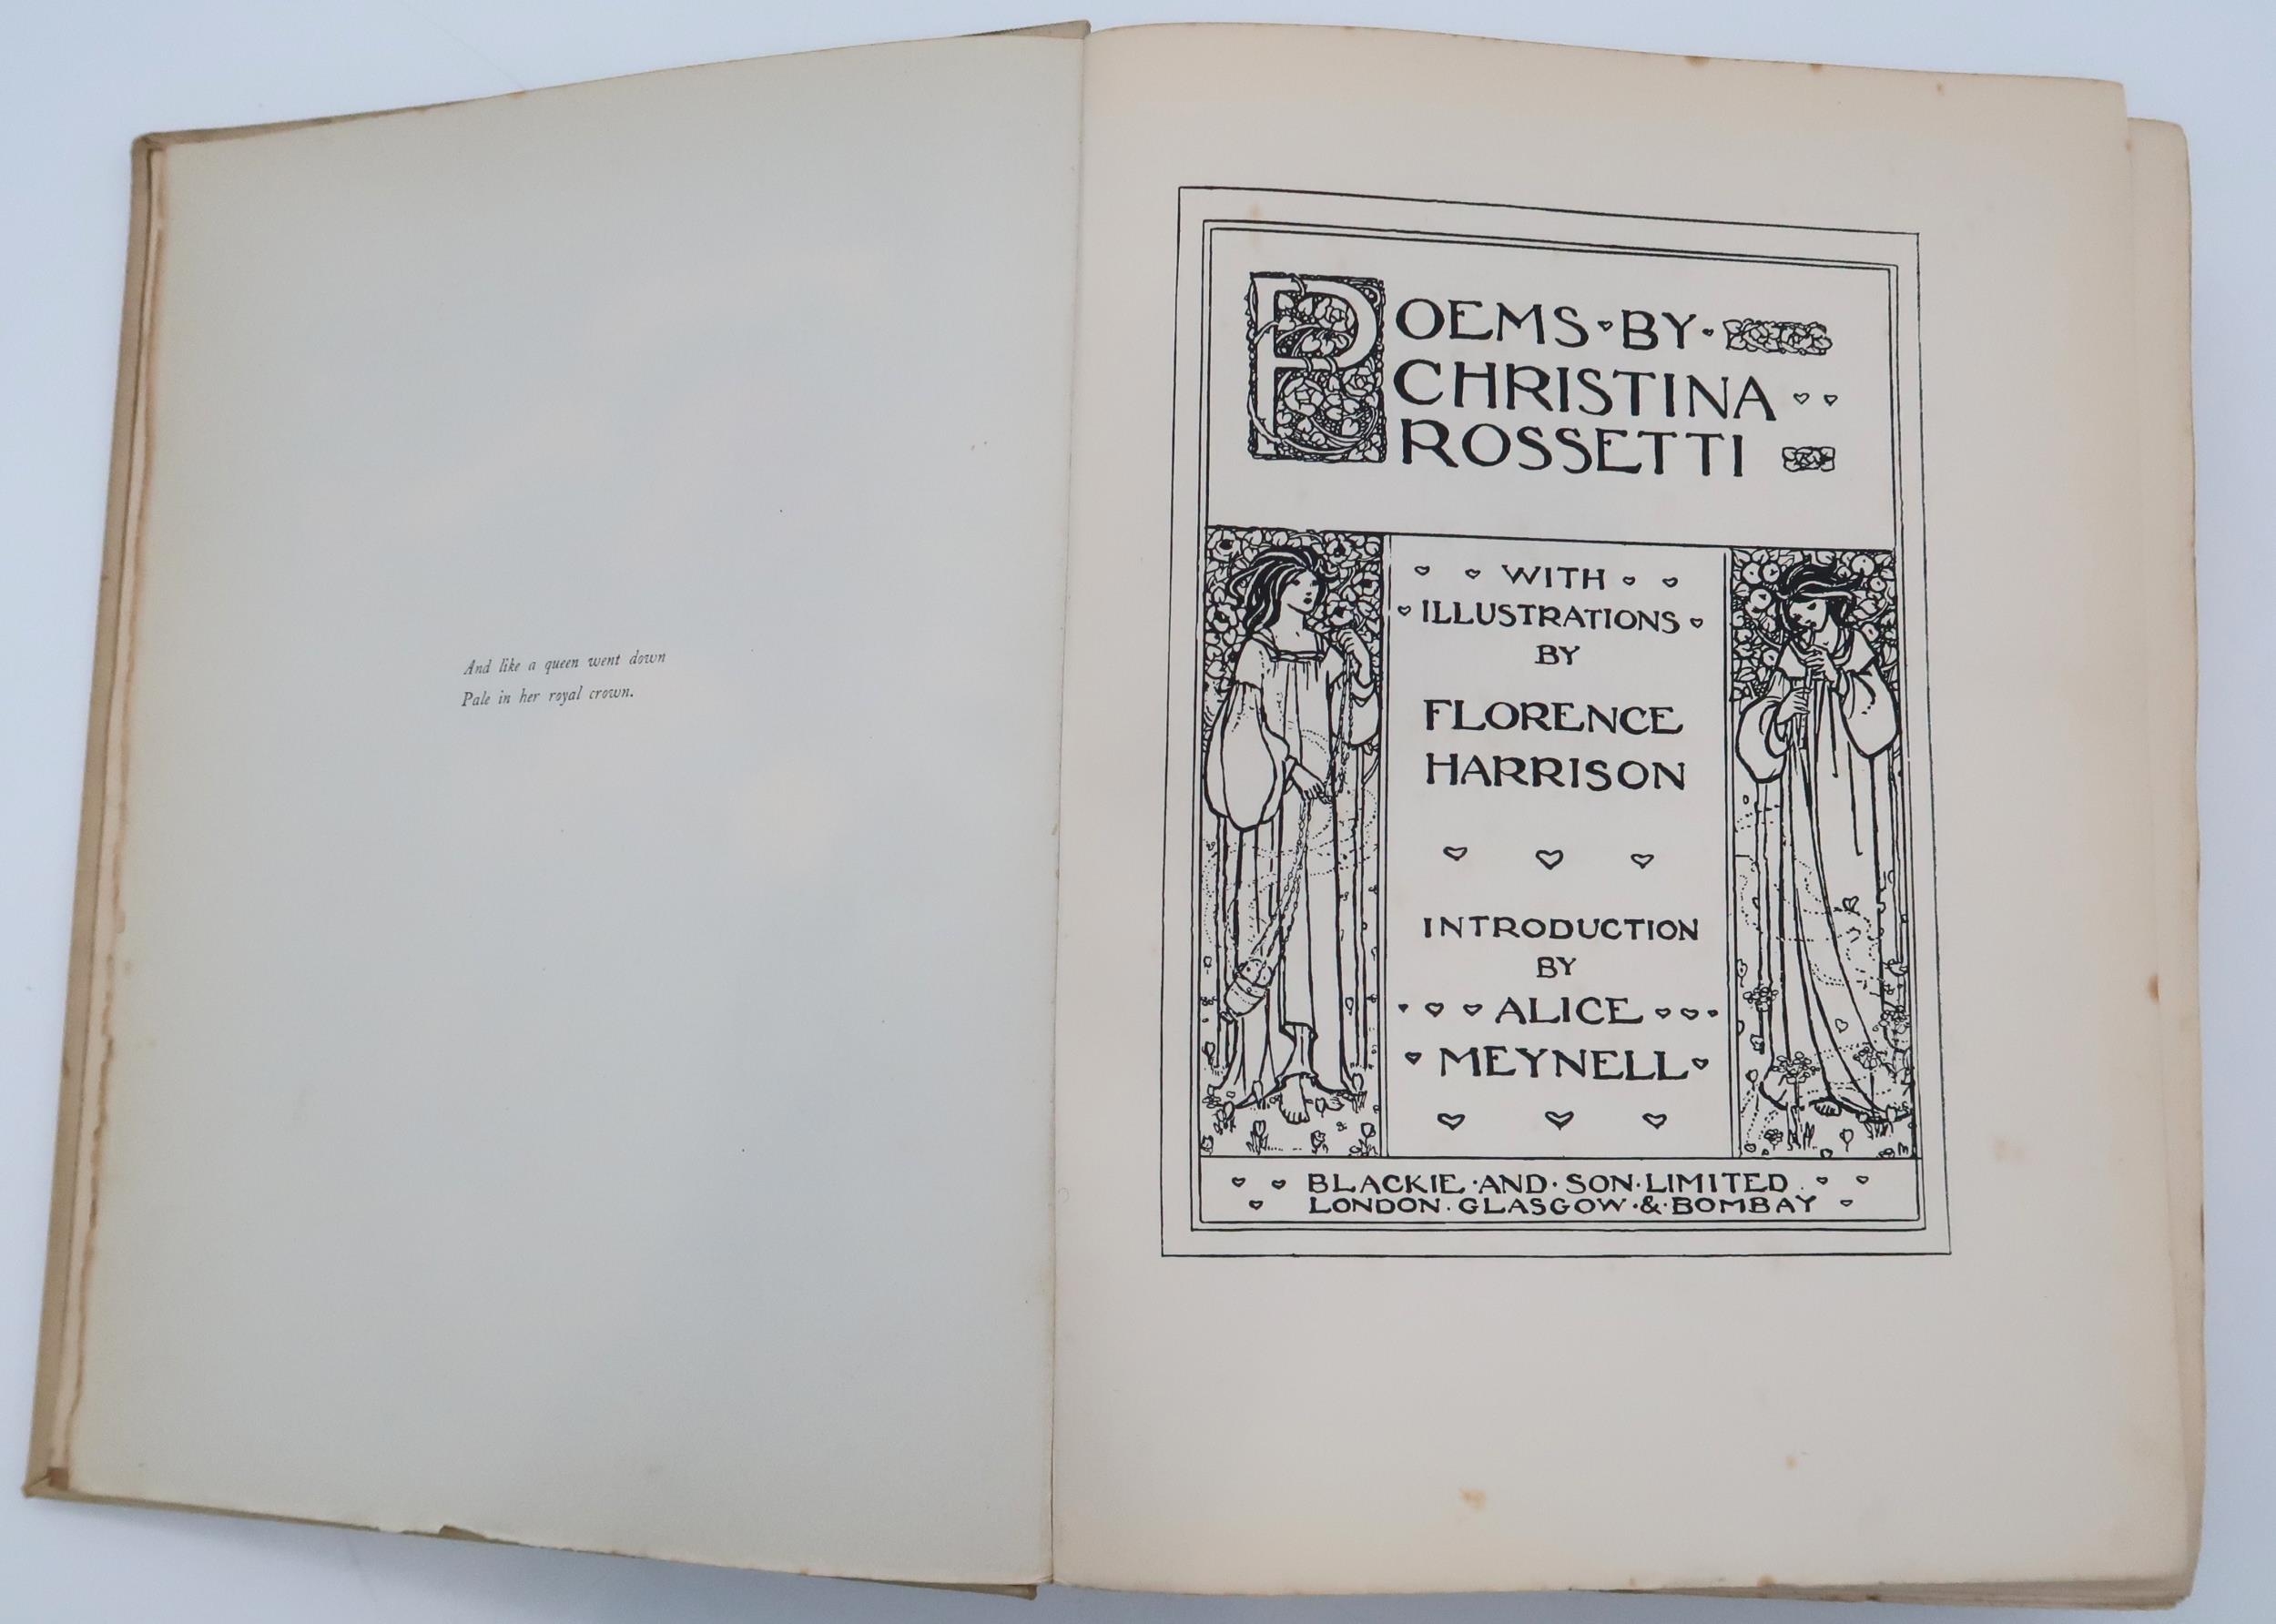 And like a queen went down
Pale in her royal crown.
POEMS BY
CHRISTINA
ROSSETTI
WITH
ILLUSTRATIONS
BY
FLORENCE
HARRISON
INTRODUCTION
BY
ALICE
MEYNELL
BLACKIE·AND·SON·LIMITED
LONDON·GLASGOW·&·BOMBAY